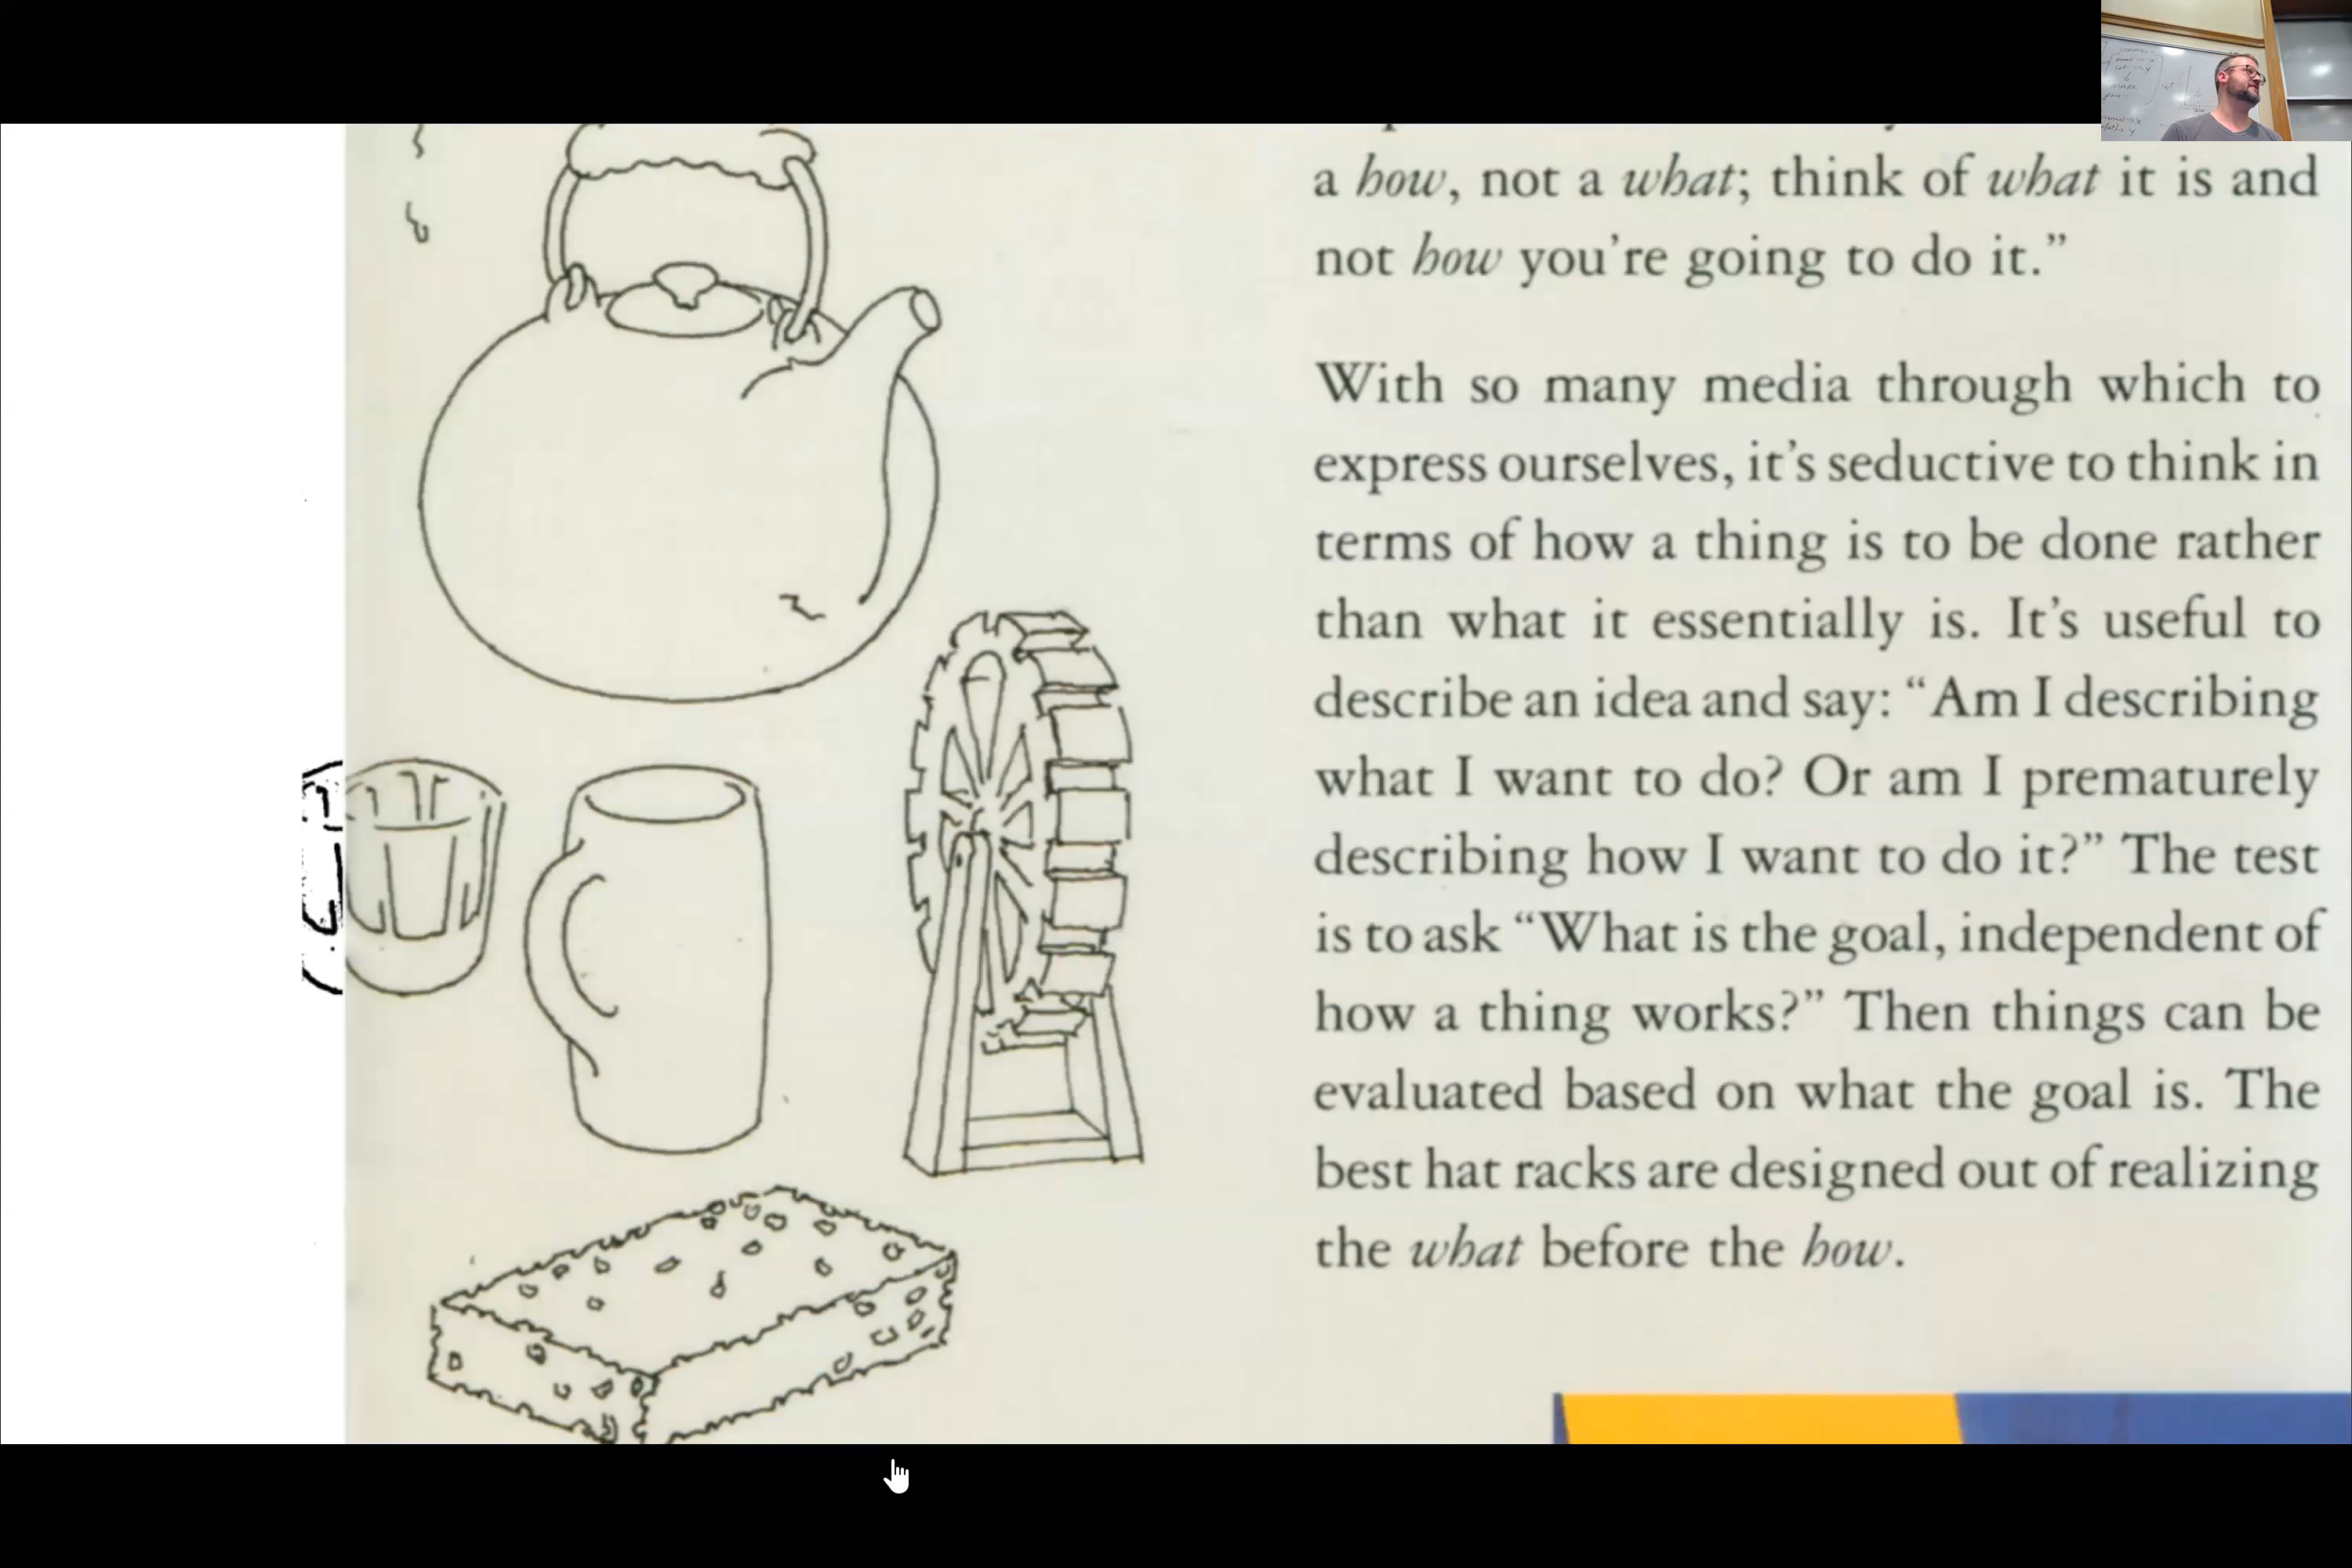 a how, not a what; think of what it is and
not how you're going to do it.”
With so many media through which to
express ourselves, it's seductive to think in
terms of how a thing is to be done rather
than what it essentially is. It's useful to
describe an idea and say: “Am I describing
what I want to do? Or am I prematurely
describing how I want to do it?” The test
is to ask “What is the goal, independent of
how a thing works?” Then things can be
evaluated based on what the goal is. The
best hat racks are designed out of realizing
the what before the how.